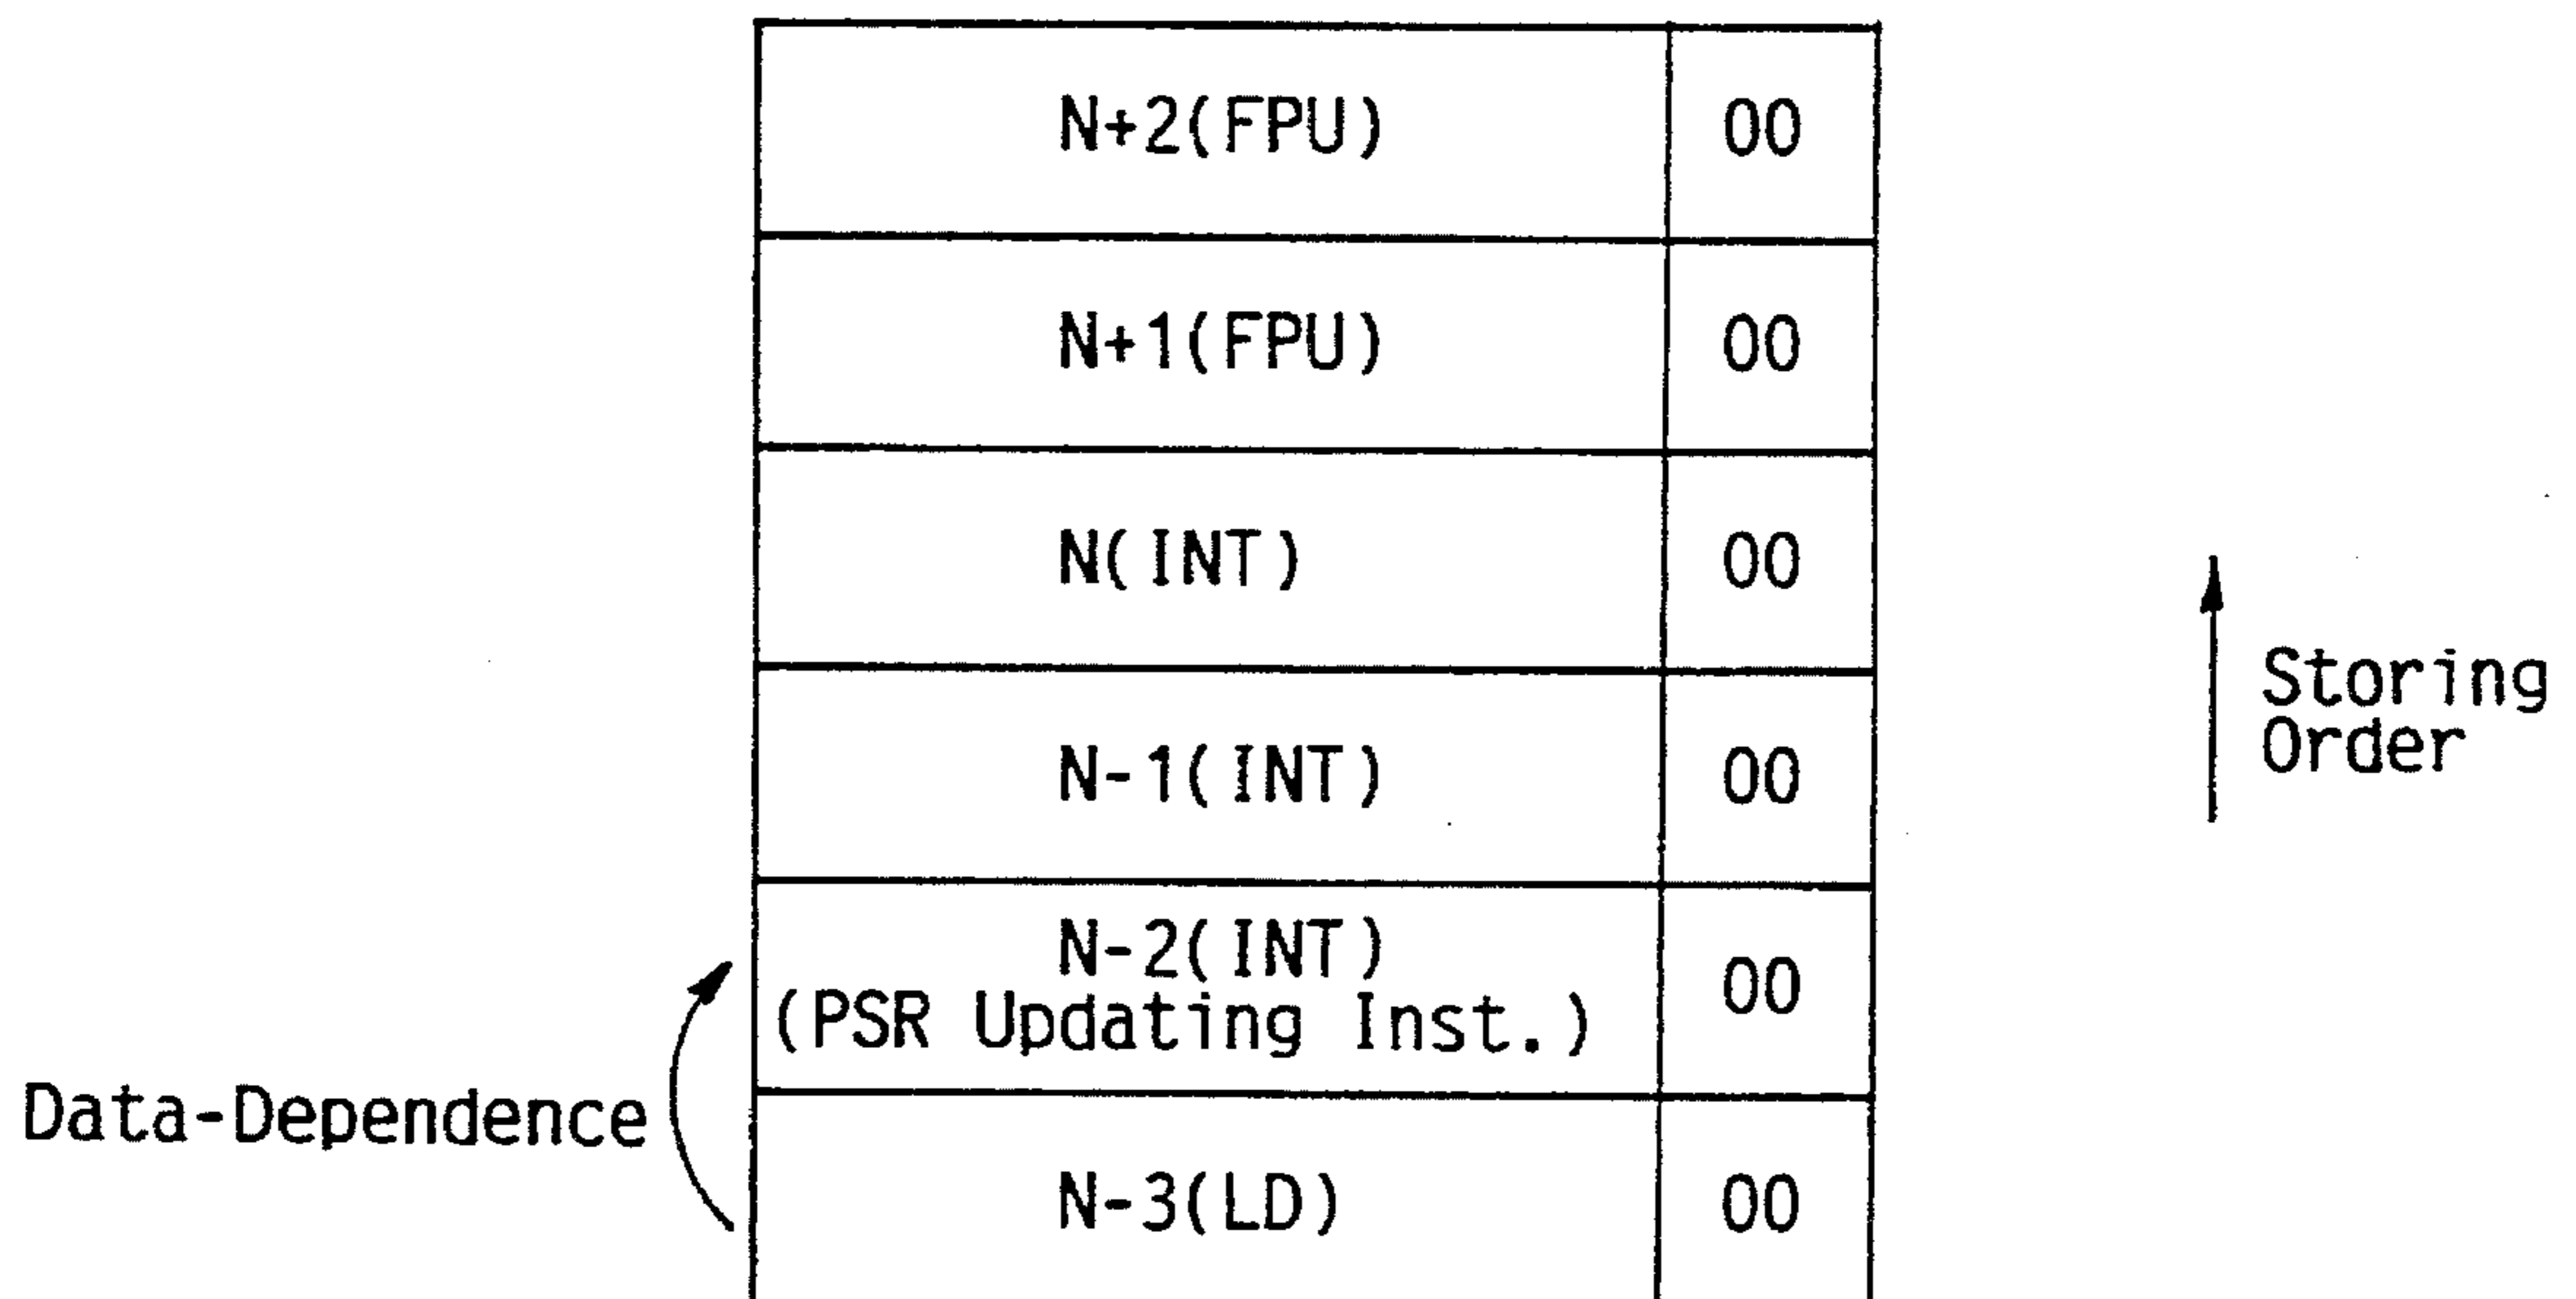 N+2(FPU) 00
N+1(FPU) 00
N(INT) 00
N-1(INT) 00
N-2(INT)
(PSR Updating Inst.) 00
N-3(LD) 00
Data-Dependence
Storing
Order